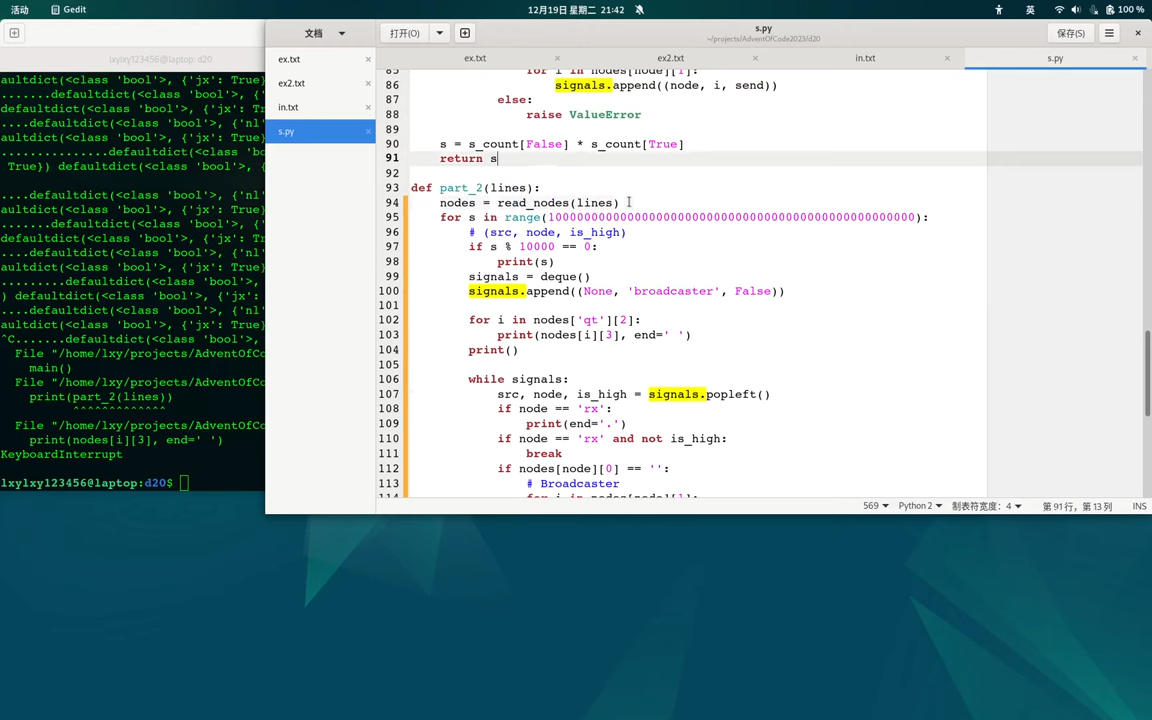 活动 Gedit 12月19日 星期二 21:42 英 100 %
文档 打开(O) s.py 保存(S)
~/projects/AdventOfCode2023/d20
lxylxy123456@laptop: d20
ex.txt ex2.txt in.txt s.py
ex.txt
ex2.txt
in.txt
s.py
aultdict(<class 'bool'>, {'jx': True}
.......defaultdict(<class 'bool'>, {'
defaultdict(<class 'bool'>, {'jx': Tr
.......defaultdict(<class 'bool'>, {'nl'
aultdict(<class 'bool'>, {'jx': True}
...............defaultdict(<class 'bo
True}) defaultdict(<class 'bool'>, {'
....defaultdict(<class 'bool'>, {'nl'
aultdict(<class 'bool'>, {'jx': True}
.......defaultdict(<class 'bool'>, {'
defaultdict(<class 'bool'>, {'jx': Tr
....defaultdict(<class 'bool'>, {'nl'
aultdict(<class 'bool'>, {'jx': True}
.........defaultdict(<class 'bool'>,
) defaultdict(<class 'bool'>, {'jx':
....defaultdict(<class 'bool'>, {'nl'
aultdict(<class 'bool'>, {'jx': True}
^C.......defaultdict(<class 'bool'>,
File "/home/lxy/projects/AdventOfCo
main()
File "/home/lxy/projects/AdventOfCo
print(part_2(lines))
^^^^^^^^^^^^^
File "/home/lxy/projects/AdventOfCo
print(nodes[i][3], end=' ')
KeyboardInterrupt
lxylxy123456@laptop:d20$
85 for i in nodes[node][1]:
86 signals.append((node, i, send))
87 else:
88 raise ValueError
89
90 s = s_count[False] * s_count[True]
91 return s
92
93 def part_2(lines):
94 nodes = read_nodes(lines)
95 for s in range(10000000000000000000000000000000000000000000000000):
96 # (src, node, is_high)
97 if s % 10000 == 0:
98 print(s)
99 signals = deque()
100 signals.append((None, 'broadcaster', False))
101
102 for i in nodes['qt'][2]:
103 print(nodes[i][3], end=' ')
104 print()
105
106 while signals:
107 src, node, is_high = signals.popleft()
108 if node == 'rx':
109 print(end='.')
110 if node == 'rx' and not is_high:
111 break
112 if nodes[node][0] == '':
113 # Broadcaster
114 for i in nodes[node][1]:
569 Python 2 制表符宽度：4 第 91 行，第 13 列 INS